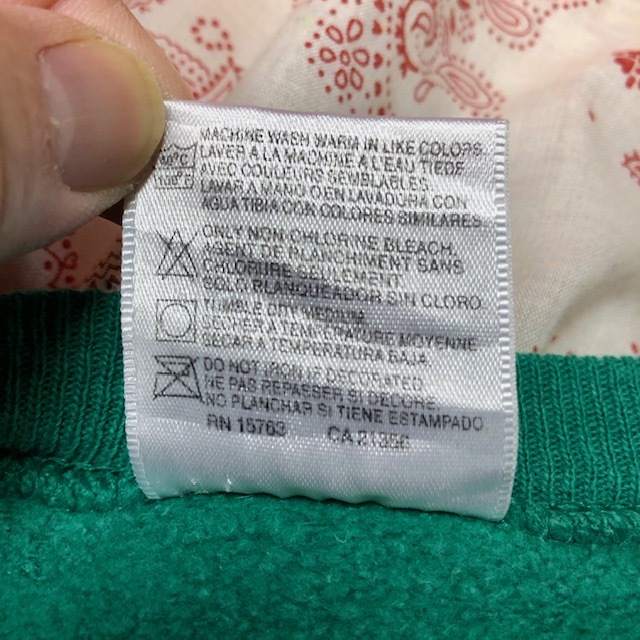 MACHINE WASH WARM IN LIKE COLORS
LAVER A LA MACHINE A L'EAU TIEDE
AVEC COULEURS SEMBLABLES
LAVAR A MANO O EN LAVADORA CON
AGUA TIBIA CON COLORES SIMILARES
ONLY NON CHLORINE BLEACH
AGENT DE BLANCHIMENT SANS
CHLORURE SEULEMENT
SOLO BLANQUEADOR SIN CLORO
TUMBLE DRY MEDIUM
SECHER A TEMPERATURE MOYENNE
SECAR A TEMPERATURA BAJA
DO NOT IRON IF DECORATED.
NE PAS REPASSER SI DECORE.
NO PLANCHAR SI TIENE ESTAMPADO.
RN 15763 CA